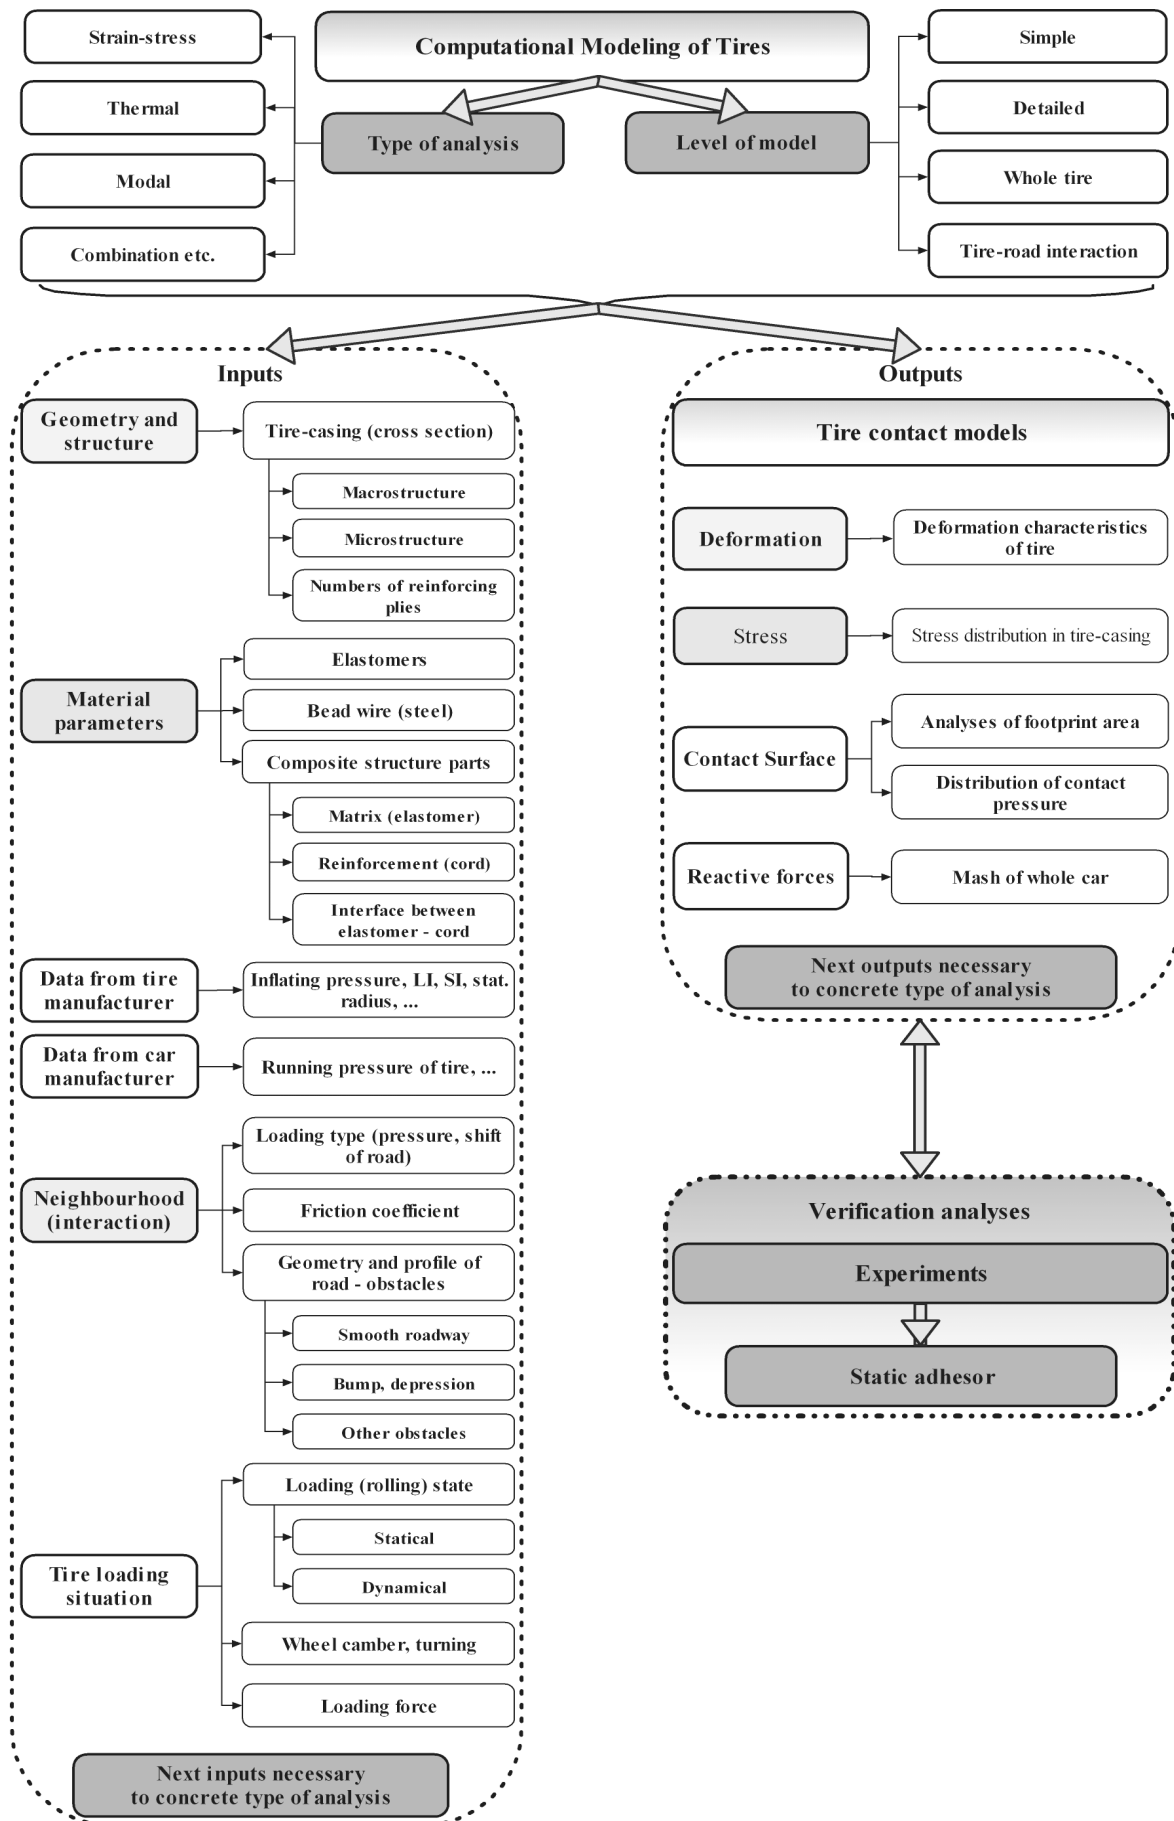 Computational Modeling of Tires
Type of analysis
Strain-stress
Thermal
Modal
Combination etc.
Level of model
Simple
Detailed
Whole tire
Tire-road interaction
Inputs
Geometry and
structure
Tire-casing (cross section)
Macrostructure
Microstructure
Numbers of reinforcing
plies
Material
parameters
Elastomers
Bead wire (steel)
Composite structure parts
Matrix (elastomer)
Reinforcement (cord)
Interface between
elastomer - cord
Data from tire
manufacturer
Inflating pressure, LI, SI, stat.
radius, ...
Data from car
manufacturer
Running pressure of tire, ...
Neighbourhood
(interaction)
Loading type (pressure, shift
of road)
Friction coefficient
Geometry and profile of
road - obstacles
Smooth roadway
Bump, depression
Other obstacles
Tire loading
situation
Loading (rolling) state
Statical
Dynamical
Wheel camber, turning
Loading force
Next inputs necessary
to concrete type of analysis
Outputs
Tire contact models
Deformation
Deformation characteristics
of tire
Stress
Stress distribution in tire-casing
Contact Surface
Analyses of footprint area
Distribution of contact
pressure
Reactive forces
Mash of whole car
Next outputs necessary
to concrete type of analysis
Verification analyses
Experiments
Static adhesor